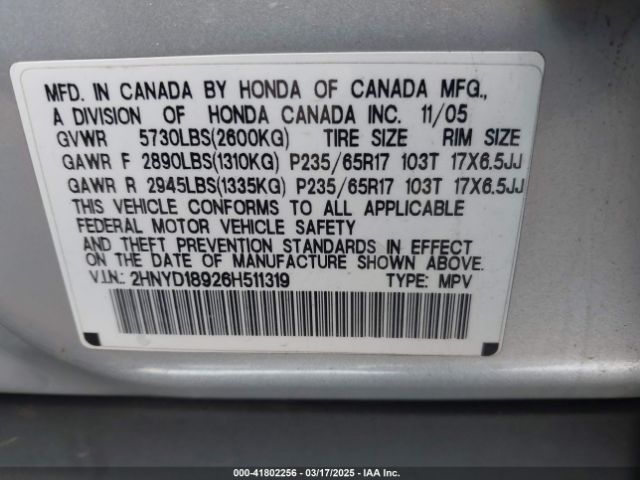 MFD. IN CANADA BY HONDA OF CANADA MFG.,
A DIVISION OF HONDA CANADA INC. 11/05
GVWR 5730LBS(2600KG) TIRE SIZE RIM SIZE
GAWR F 2890LBS(1310KG) P235/65R17 103T 17X6.5JJ
GAWR R 2945LBS(1335KG) P235/65R17 103T 17X6.5JJ
THIS VEHICLE CONFORMS TO ALL APPLICABLE
FEDERAL MOTOR VEHICLE SAFETY
AND THEFT PREVENTION STANDARDS IN EFFECT
ON THE DATE OF MANUFACTURE SHOWN ABOVE.
V.I.N.: 2HNYD18926H511319 TYPE: MPV
000-41802256 - 03/17/2025 - IAAI.COM